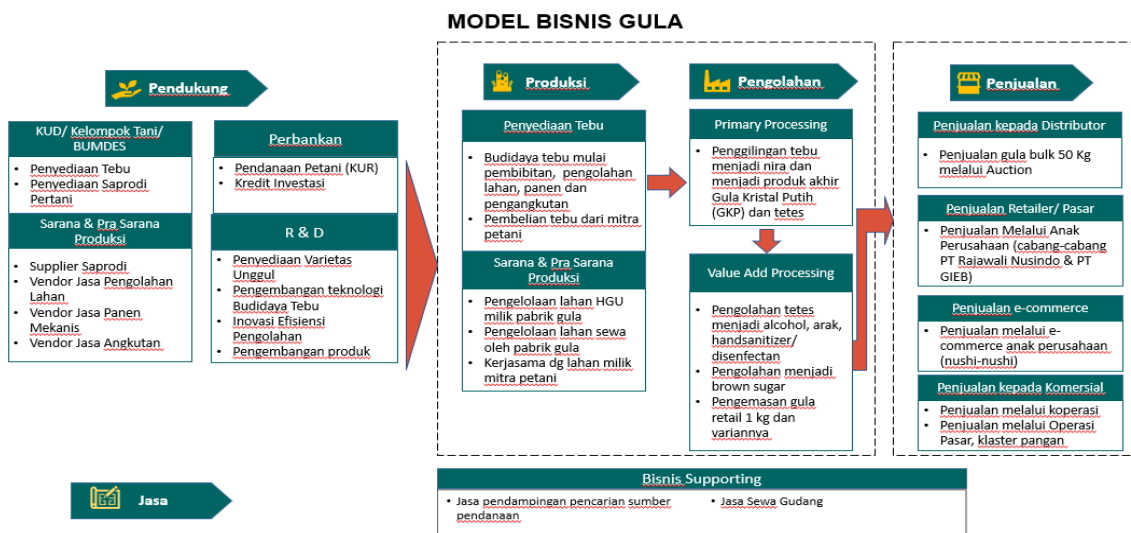 MODEL BISNIS GULA
Pendukung
KUD/ Kelompok Tani/
BUMDES
• Penyediaan Tebu
• Penyediaan Saprodi
Pertani
Sarana & Pra Sarana
Produksi
• Supplier Saprodi
• Vendor Jasa Pengolahan
Lahan
• Vendor Jasa Panen
Mekanis
• Vendor Jasa Angkutan
Perbankan
• Pendanaan Petani (KUR)
• Kredit Investasi
R & D
• Penyediaan Varietas
Unggul
• Pengembangan teknologi
Budidaya Tebu
• Inovasi Efisiensi
Pengolahan
• Pengembangan produk
Produksi
Penyediaan Tebu
• Budidaya tebu mulai
pembibitan, pengolahan
lahan, panen dan
pengangkutan
• Pembelian tebu dari mitra
petani
Sarana & Pra Sarana
Produksi
• Pengelolaan lahan HGU
milik pabrik gula
• Pengelolaan lahan sewa
oleh pabrik gula
• Kerjasama dg lahan milik
mitra petani
Pengolahan
Primary Processing
• Penggilingan tebu
menjadi nira dan
menjadi produk akhir
Gula Kristal Putih
(GKP) dan tetes
Value Add Processing
• Pengolahan tetes
menjadi alcohol, arak,
handsanitizer/
disenfectan
• Pengolahan menjadi
brown sugar
• Pengemasan gula
retail 1 kg dan
variannya
Penjualan
Penjualan kepada Distributor
• Penjualan gula bulk 50 Kg
melalui Auction
Penjualan Retailer/ Pasar
• Penjualan Melalui Anak
Perusahaan (cabang-cabang
PT Rajawali Nusindo & PT
GIEB)
Penjualan e-commerce
• Penjualan melalui e-
commerce anak perusahaan
(nushi-nushi)
Penjualan kepada Komersial
• Penjualan melalui koperasi
• Penjualan melalui Operasi
Pasar, klaster pangan
Jasa
Bisnis Supporting
• Jasa pendampingan pencarian sumber
pendanaan
• Jasa Sewa Gudang